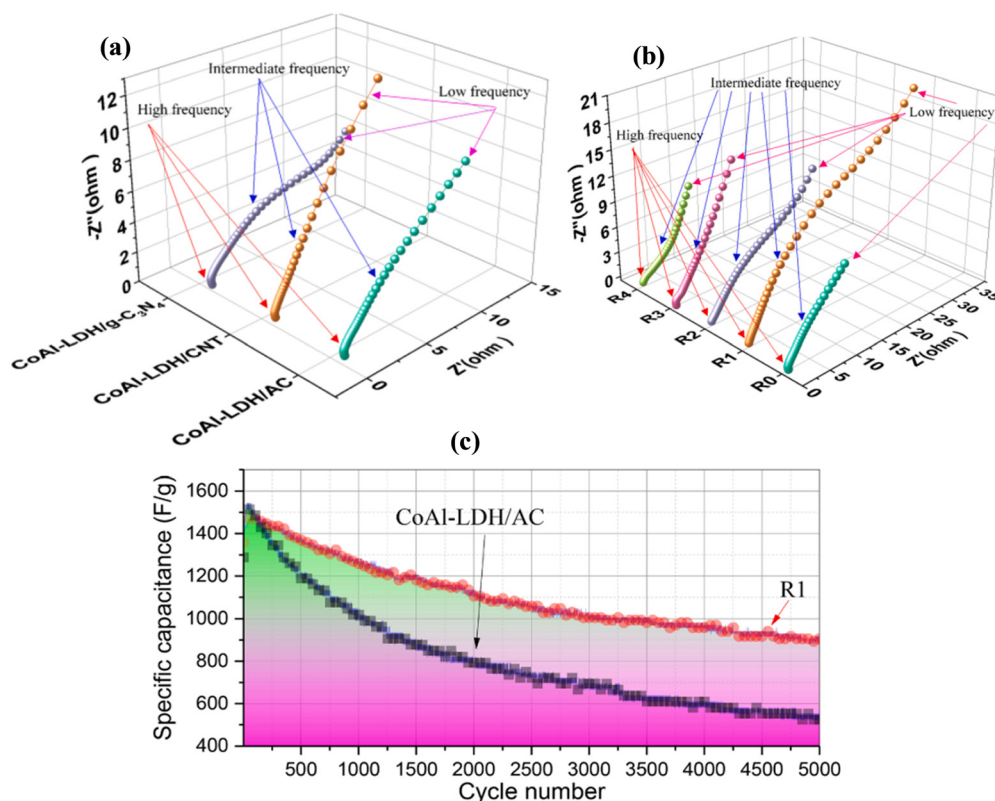 (a)
Intermediate frequency
High frequency
Low frequency
-Z''(ohm )
12
10
8
6
4
2
0
CoAl-LDH/g-C₃N₄
CoAl-LDH/CNT
CoAl-LDH/AC
0
5
10
15
Z'(ohm )
(b)
Intermediate frequency
High frequency
Low frequency
-Z''(ohm )
21
18
15
12
9
6
3
0
R4
R3
R2
R1
R0
0
5
10
15
20
25
30
35
Z'(ohm )
(c)
Specific capacitance (F/g)
1600
1400
1200
1000
800
600
400
CoAl-LDH/AC
R1
500 1000 1500 2000 2500 3000 3500 4000 4500 5000
Cycle number